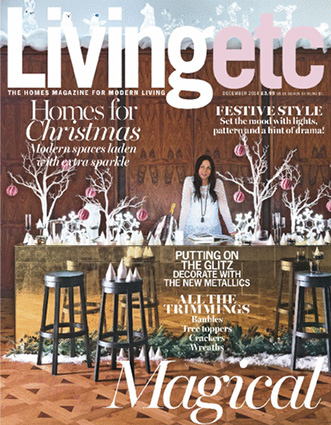 Livingetc
THE HOMES MAGAZINE FOR MODERN LIVING
DECEMBER 2014 £3.99
Homes for
Christmas
Modern spaces laden
with extra sparkle
FESTIVE STYLE
Set the mood with lights,
pattern and a hint of drama!
PUTTING ON
THE GLITZ
DECORATE WITH
THE NEW METALLICS
ALL THE
TRIMMINGS
Baubles
Tree toppers
Crackers
Wreaths
Magical